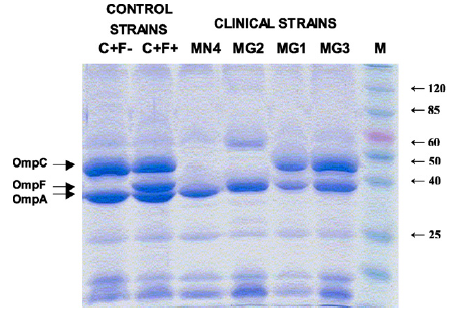 CONTROL STRAINS
CLINICAL STRAINS
C+F- C+F+ MN4 MG2 MG1 MG3 M
← 120
← 85
← 60
OmpC
← 50
OmpF
← 40
OmpA
← 25